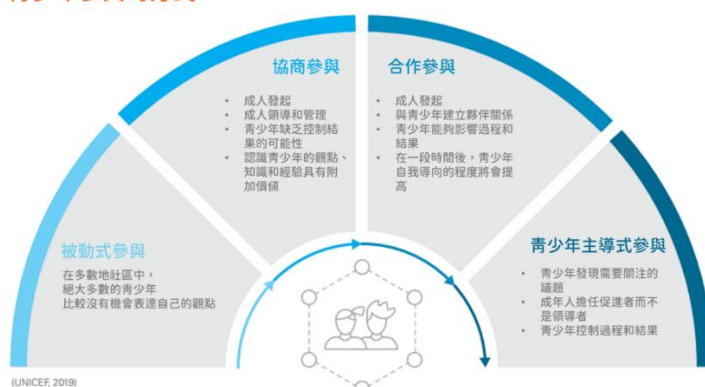 協商參與
• 成人發起
• 成人領導和管理
• 青少年缺乏控制結
果的可能性
• 認識青少年的觀點、
知識和經驗具有附
加價值
合作參與
• 成人發起
• 與青少年建立夥伴關係
• 青少年能夠影響過程和
結果
• 在一段時間後，青少年
自我導向的程度將會提
高
被動式參與
在多數地社區中，
絕大多數的青少年
比較沒有機會表達自己的觀點
青少年主導式參與
• 青少年發現需要關注的
議題
• 成年人擔任促進者而不
是領導者
• 青少年控制過程和結果
(UNICEF, 2019)